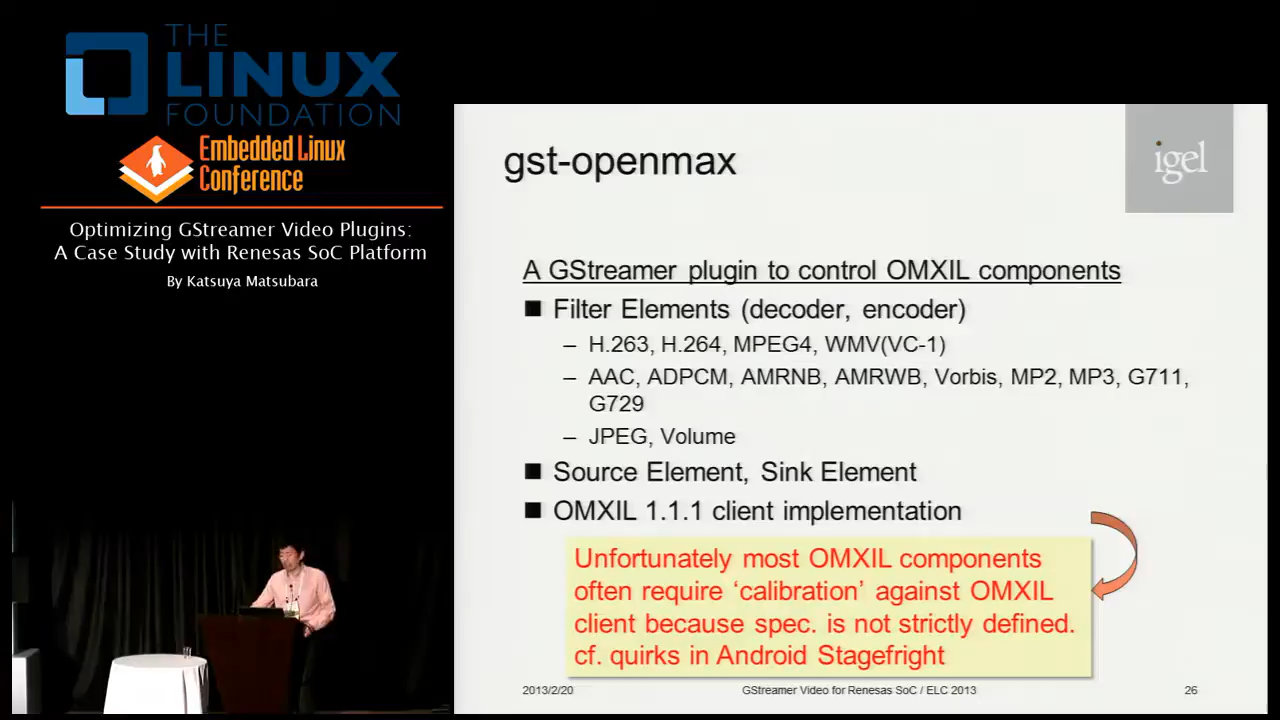 THE
LINUX
FOUNDATION
Embedded Linux
Conference
Optimizing GStreamer Video Plugins:
A Case Study with Renesas SoC Platform
By Katsuya Matsubara
gst-openmax
igel
A GStreamer plugin to control OMXIL components
■ Filter Elements (decoder, encoder)
– H.263, H.264, MPEG4, WMV(VC-1)
– AAC, ADPCM, AMRNB, AMRWB, Vorbis, MP2, MP3, G711,
G729
– JPEG, Volume
■ Source Element, Sink Element
■ OMXIL 1.1.1 client implementation
Unfortunately most OMXIL components
often require ‘calibration’ against OMXIL
client because spec. is not strictly defined.
cf. quirks in Android Stagefright
2013/2/20
GStreamer Video for Renesas SoC / ELC 2013
26